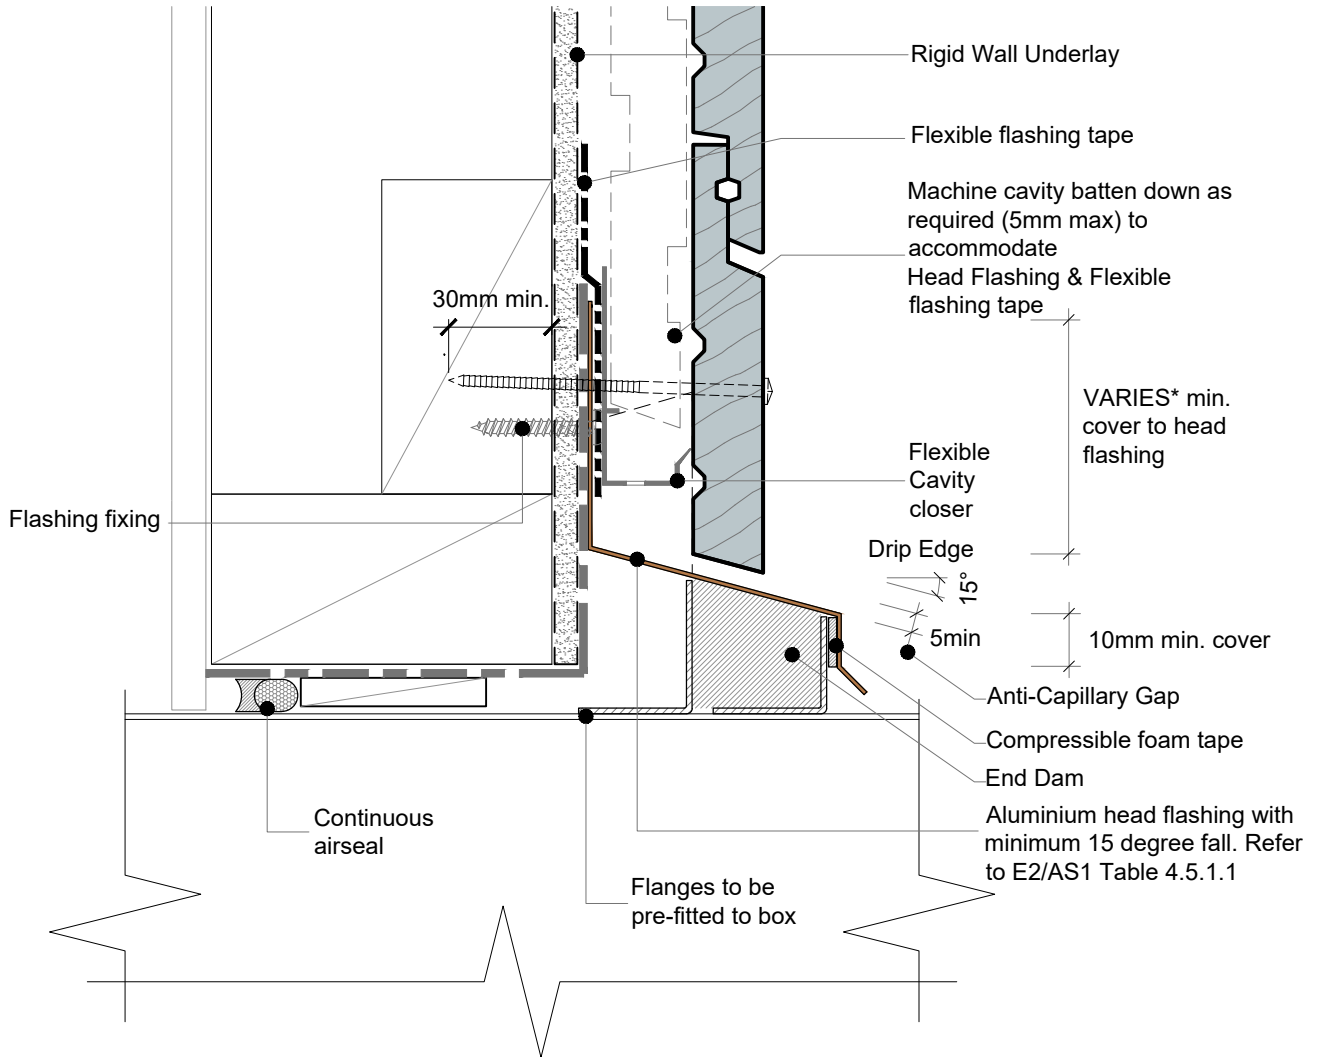 Rigid Wall Underlay
Flexible flashing tape
Machine cavity batten down as
required (5mm max) to
accommodate
Head Flashing & Flexible
flashing tape
30mm min.
VARIES* min.
cover to head
flashing
Flexible
Cavity
closer
Flashing fixing
Drip Edge
15°
5min
10mm min. cover
Anti-Capillary Gap
Compressible foam tape
End Dam
Aluminium head flashing with
minimum 15 degree fall. Refer
to E2/AS1 Table 4.5.1.1
Continuous
airseal
Flanges to be
pre-fitted to box